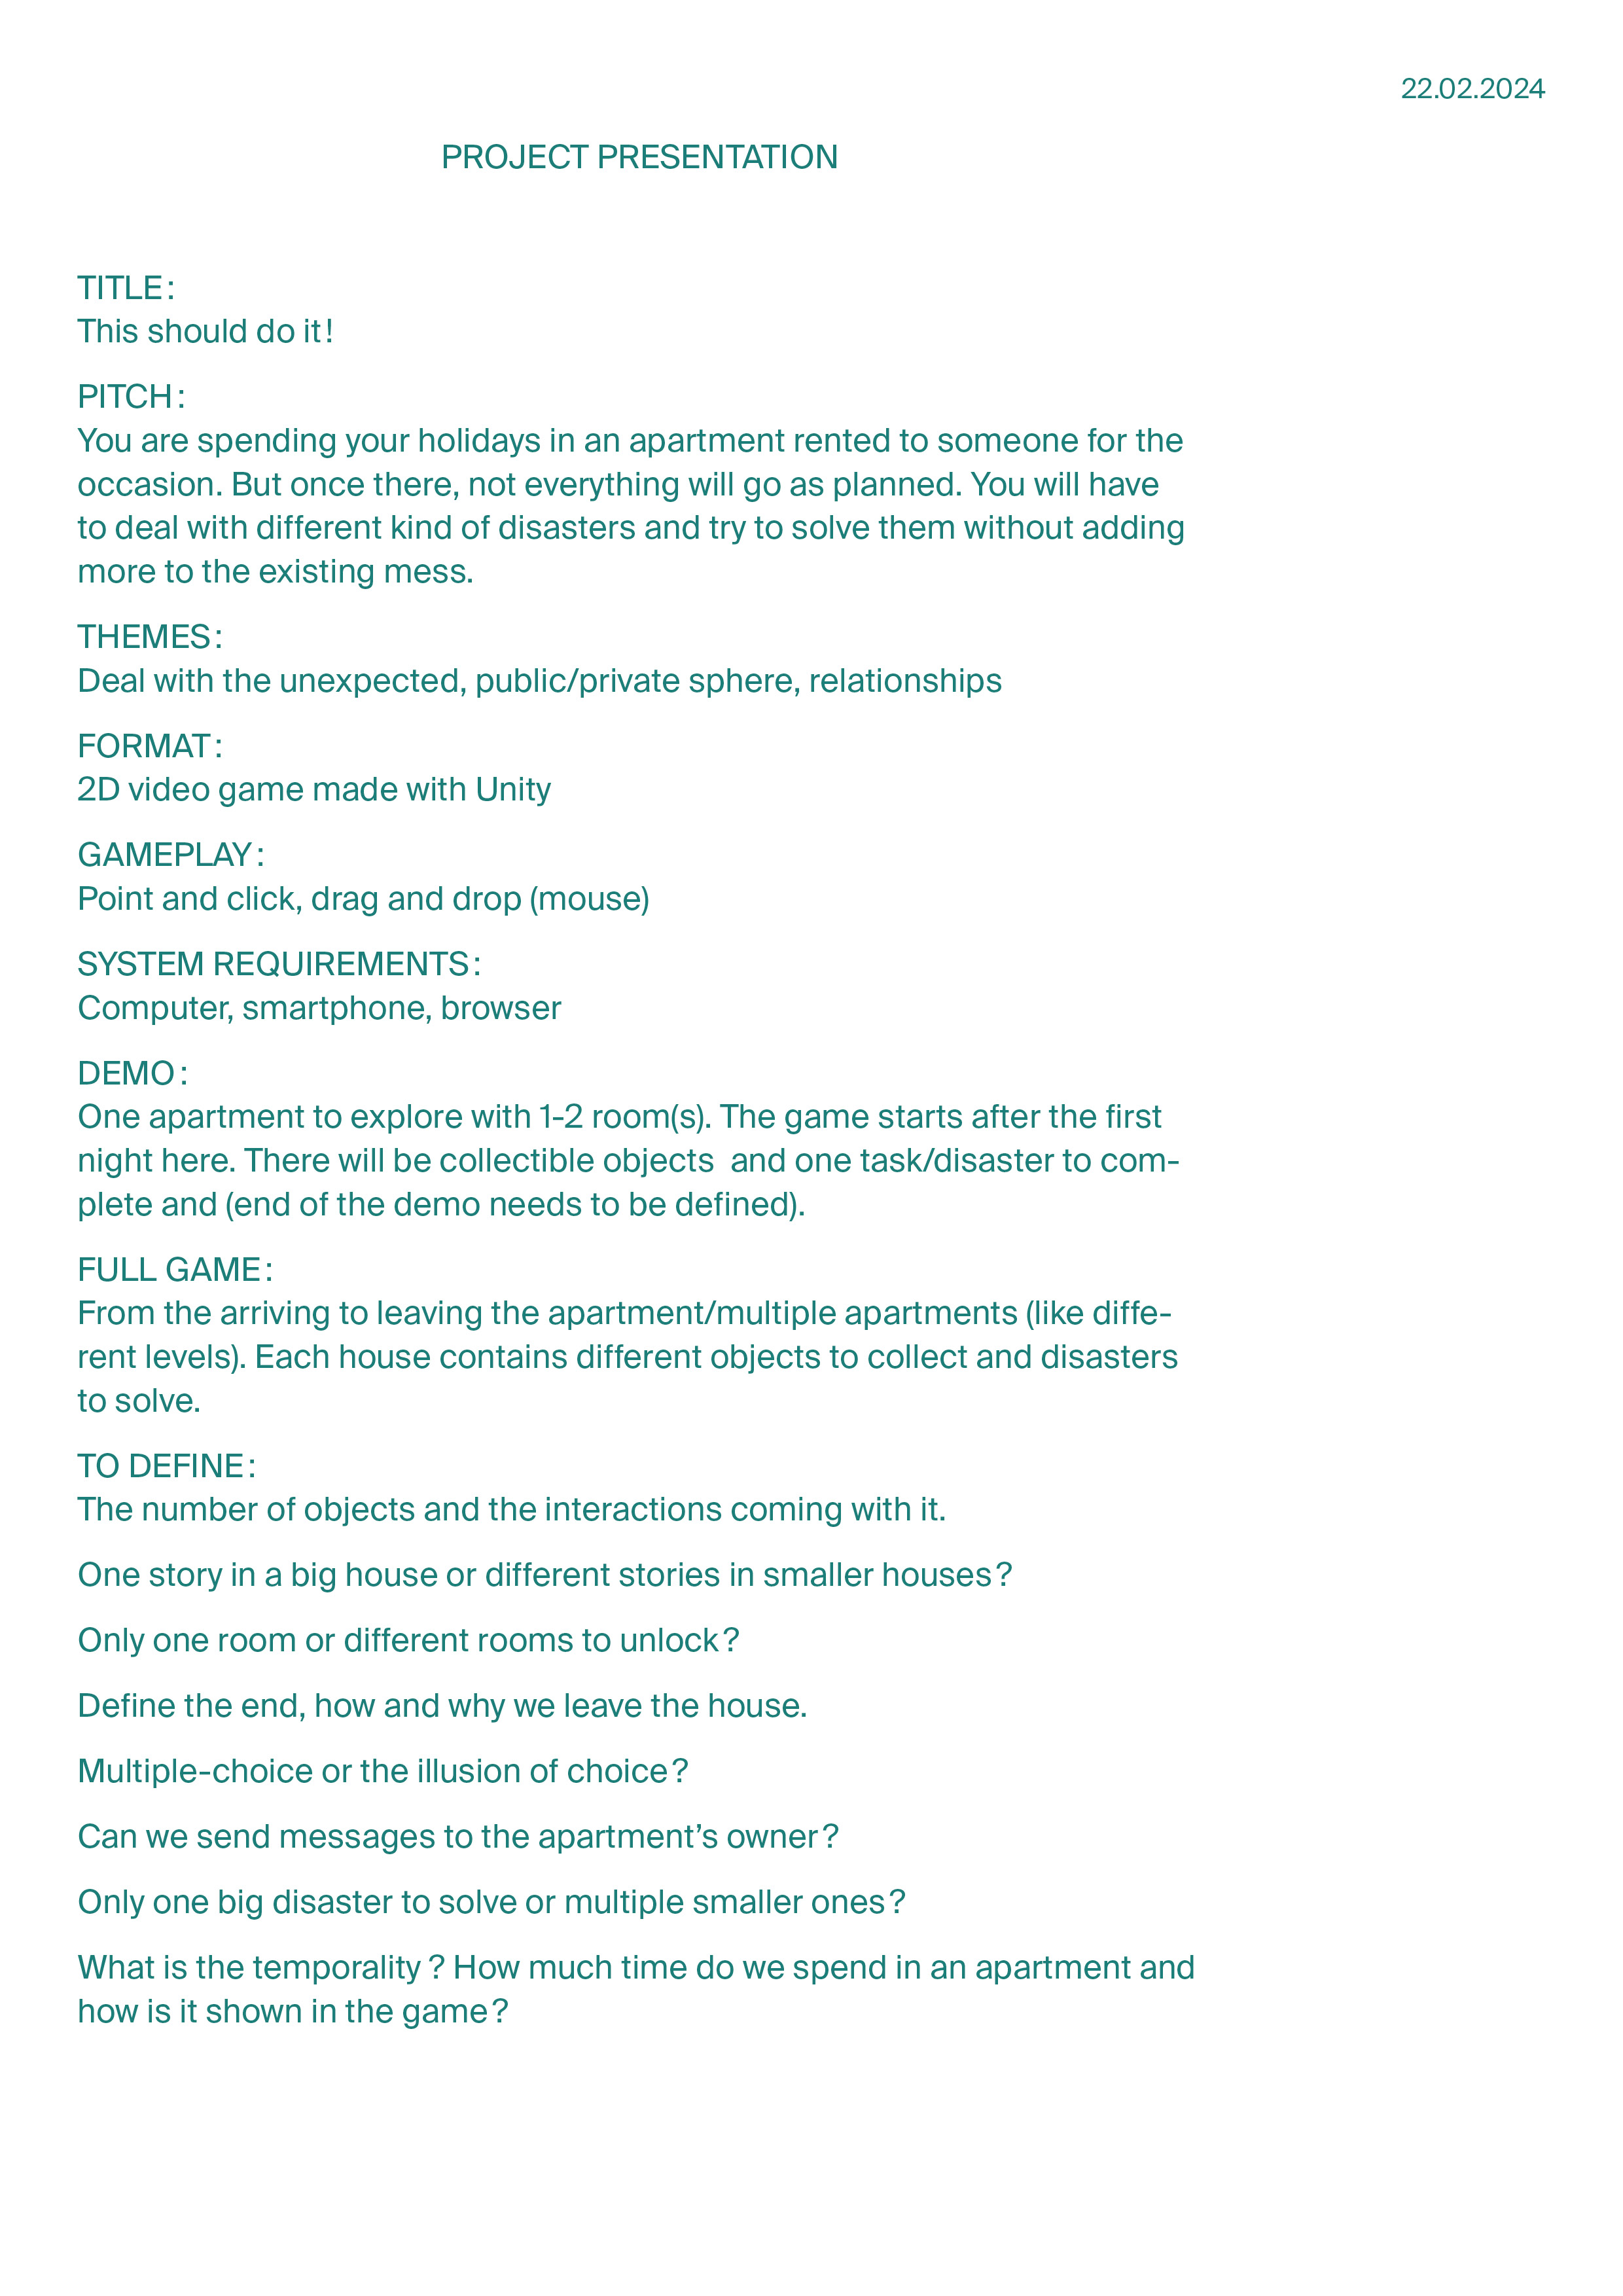 22.02.2024
PROJECT PRESENTATION
TITLE :
This should do it !
PITCH :
You are spending your holidays in an apartment rented to someone for the
occasion. But once there, not everything will go as planned. You will have
to deal with different kind of disasters and try to solve them without adding
more to the existing mess.
THEMES :
Deal with the unexpected, public/private sphere, relationships
FORMAT :
2D video game made with Unity
GAMEPLAY :
Point and click, drag and drop (mouse)
SYSTEM REQUIREMENTS :
Computer, smartphone, browser
DEMO :
One apartment to explore with 1-2 room(s). The game starts after the first
night here. There will be collectible objects  and one task/disaster to com-
plete and (end of the demo needs to be defined).
FULL GAME :
From the arriving to leaving the apartment/multiple apartments (like diffe-
rent levels). Each house contains different objects to collect and disasters
to solve.
TO DEFINE :
The number of objects and the interactions coming with it.
One story in a big house or different stories in smaller houses ?
Only one room or different rooms to unlock ?
Define the end, how and why we leave the house.
Multiple-choice or the illusion of choice ?
Can we send messages to the apartment’s owner ?
Only one big disaster to solve or multiple smaller ones ?
What is the temporality ? How much time do we spend in an apartment and
how is it shown in the game ?